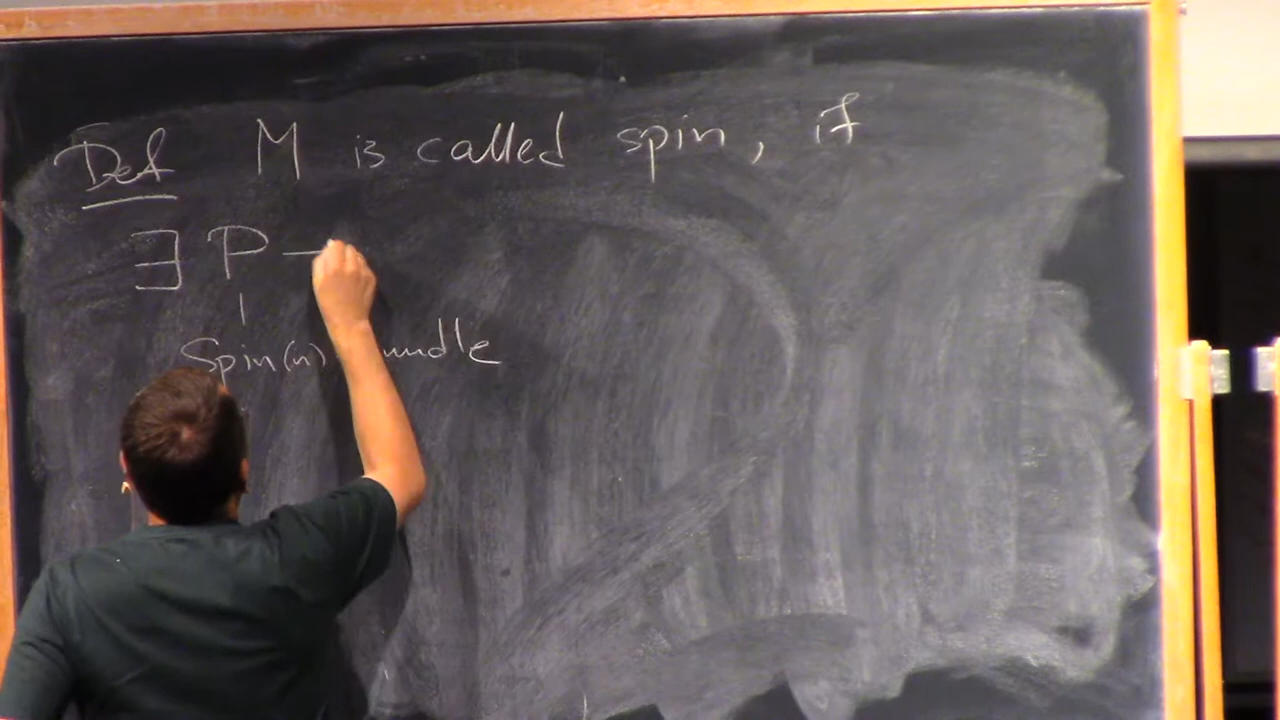 Def M is called spin, if
∃ P —
|
Spin(n) undle